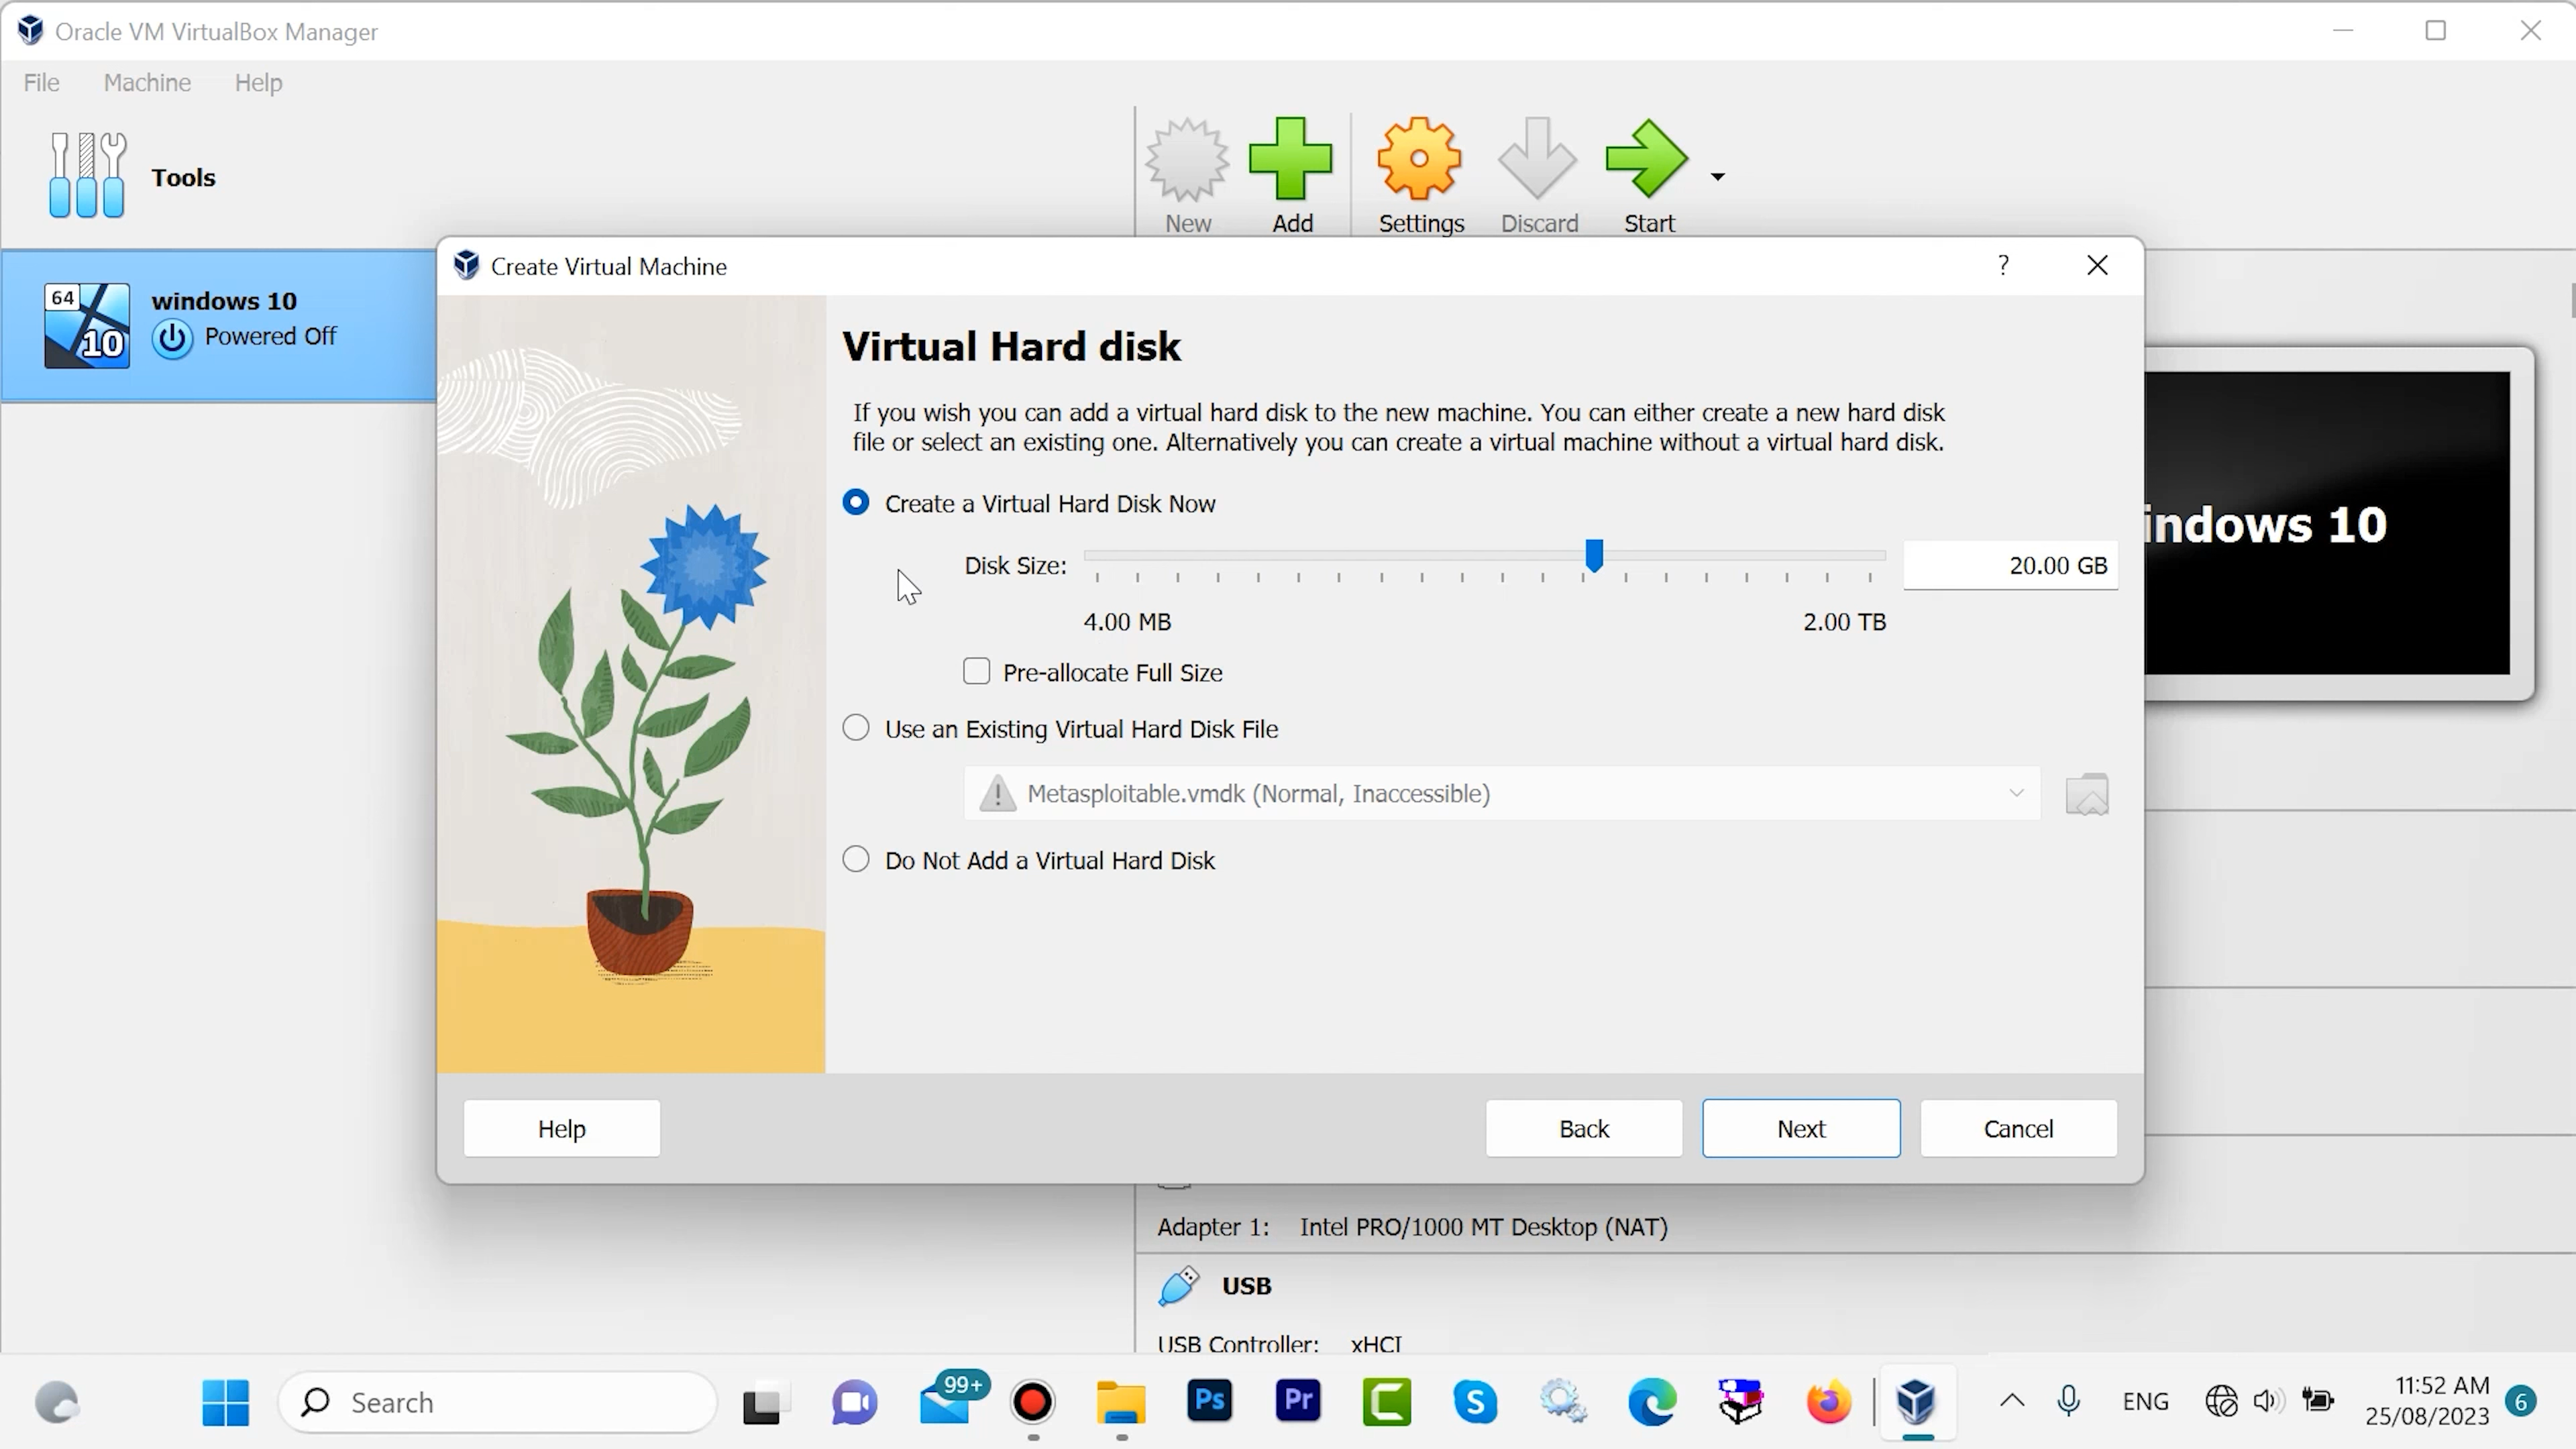 Oracle VM VirtualBox Manager
File Machine Help
Tools
New Add Settings Discard Start
64
10
windows 10
Powered Off
Create Virtual Machine
?
Virtual Hard disk
If you wish you can add a virtual hard disk to the new machine. You can either create a new hard disk
file or select an existing one. Alternatively you can create a virtual machine without a virtual hard disk.
Create a Virtual Hard Disk Now
Disk Size:
20.00 GB
4.00 MB
2.00 TB
Pre-allocate Full Size
Use an Existing Virtual Hard Disk File
Metasploitable.vmdk (Normal, Inaccessible)
Do Not Add a Virtual Hard Disk
indows 10
Help
Back
Next
Cancel
Adapter 1: Intel PRO/1000 MT Desktop (NAT)
USB
USB Controller: xHCI
Search
99+
Ps
Pr
C
S
ENG
11:52 AM
25/08/2023
6